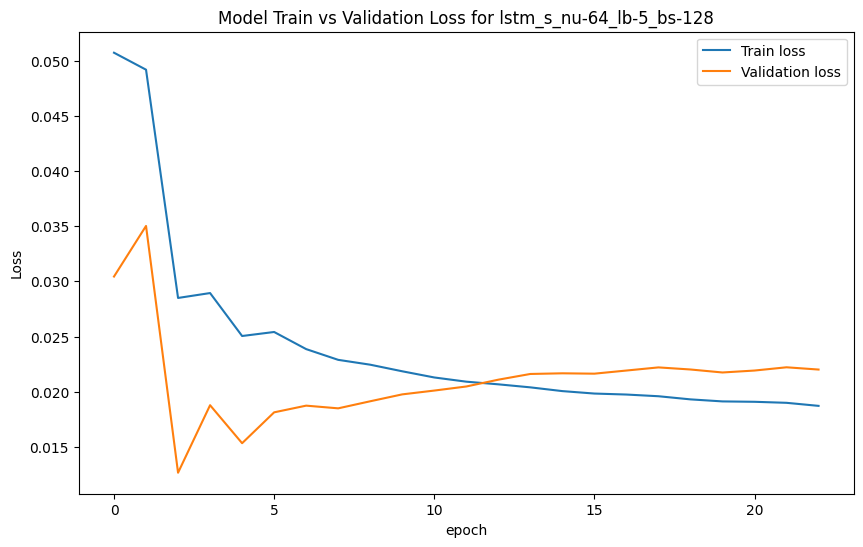 Model Train vs Validation Loss for lstm_s_nu-64_lb-5_bs-128
Train loss
Validation loss
0.050
0.045
0.040
0.035
0.030
0.025
0.020
0.015
Loss
0 5 10 15 20
epoch